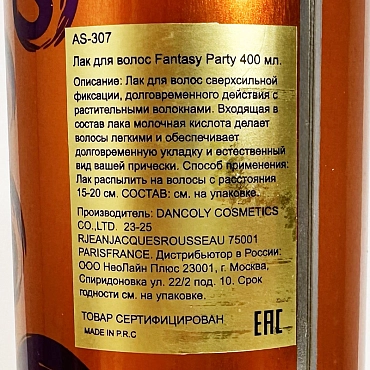 AS-307
Лак для волос Fantasy Party 400 мл.
Описание: Лак для волос сверхсильной
фиксации, долговременного действия с
растительными волокнами. Входящая в
состав лака молочная кислота делает
волосы легкими и обеспечивает
долговременную укладку и естественный
вид вашей прически. Способ применения:
Лак распылить на волосы с расстояния
15-20 см. СОСТАВ: см. на упаковке.
Производитель: DANCOLY COSMETICS
CO.,LTD. 23-25
RJEANJACQUESROUSSEAU 75001
PARISFRANCE. Дистрибьютор в России:
ООО НеоЛайн Плюс 23001, г. Москва,
Спиридоновка ул. 22/2 под. 10. Срок
годности см. на упаковке.
ТОВАР СЕРТИФИЦИРОВАН
MADE IN P.R.C
EAC